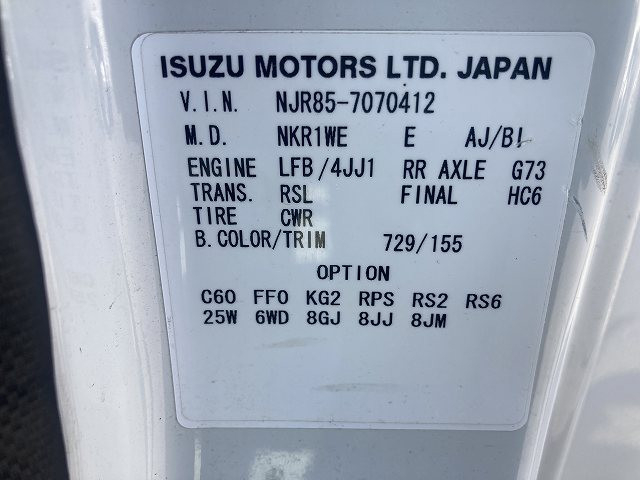 ISUZU MOTORS LTD. JAPAN
V.I.N. NJR85-7070412
M.D. NKR1WE E AJ/BI
ENGINE LFB/4JJ1 RR AXLE G73
TRANS. RSL FINAL HC6
TIRE CWR
B.COLOR/TRIM 729/155
OPTION
C60 FF0 KG2 RPS RS2 RS6
25W 6WD 8GJ 8JJ 8JM